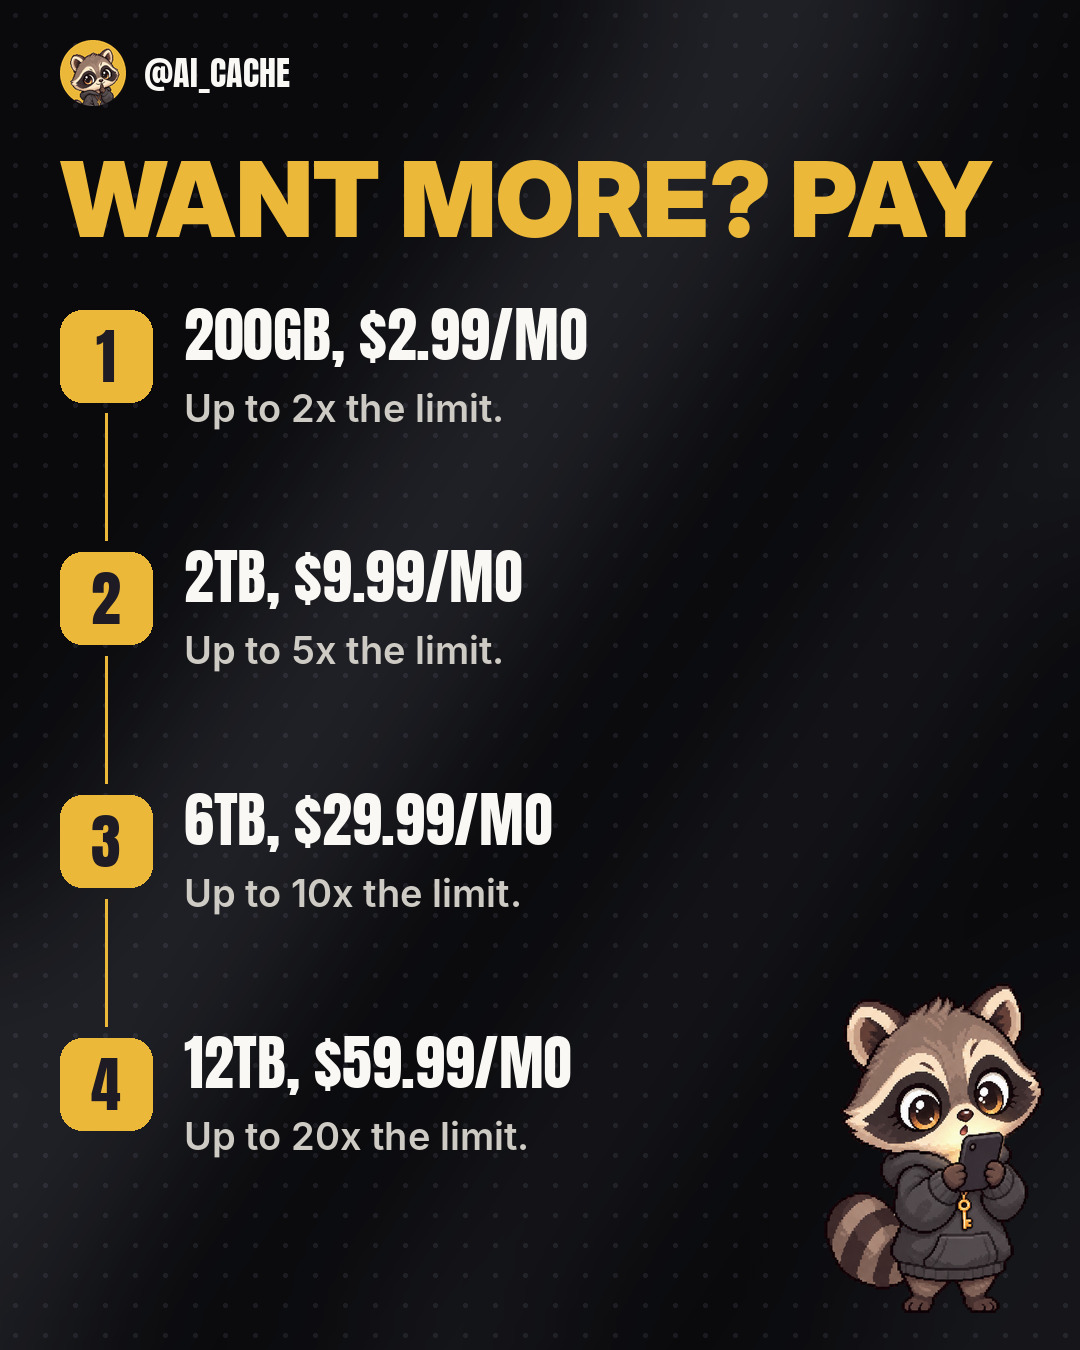 @AI_CACHE
WANT MORE? PAY
1
200GB, $2.99/MO
Up to 2x the limit.
2
2TB, $9.99/MO
Up to 5x the limit.
3
6TB, $29.99/MO
Up to 10x the limit.
4
12TB, $59.99/MO
Up to 20x the limit.